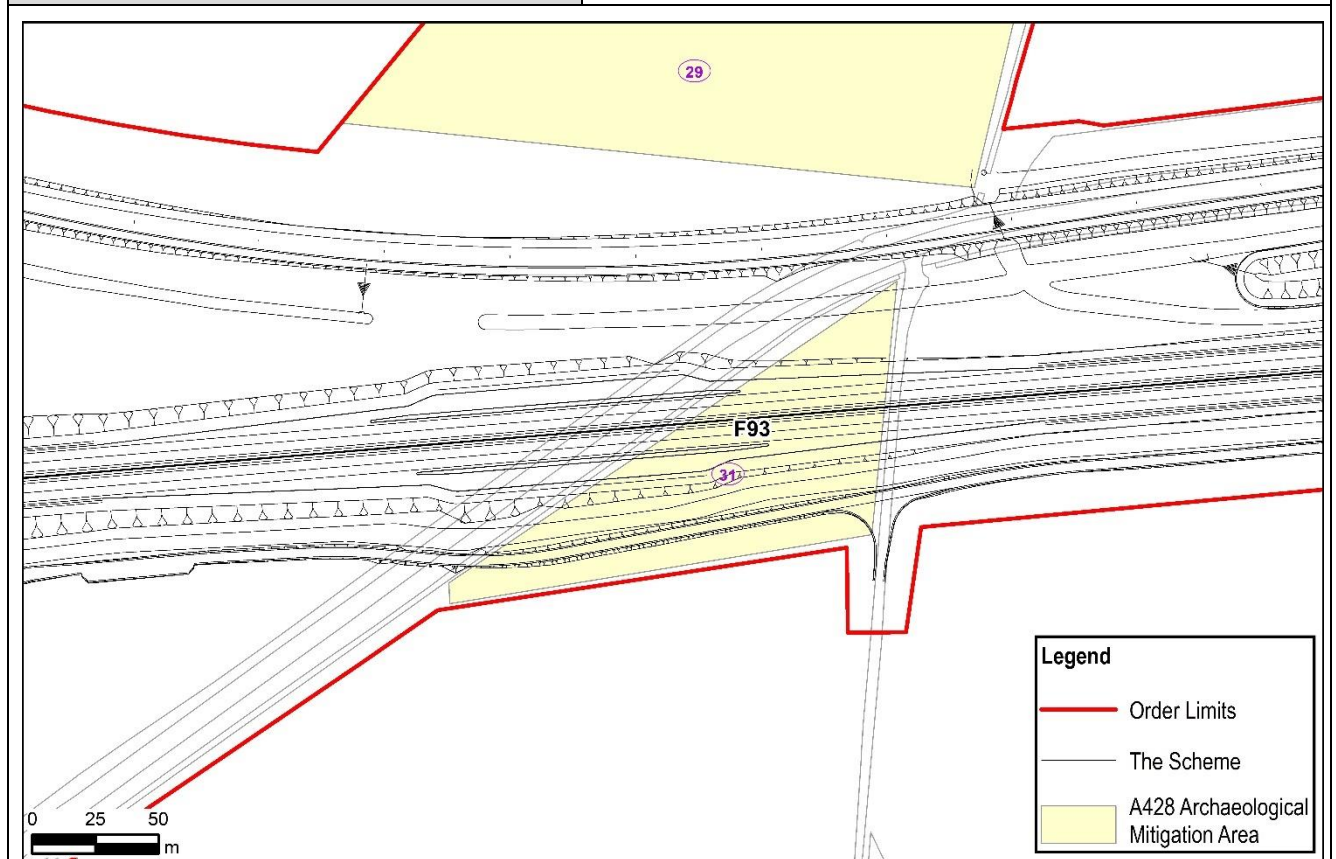 29
F93
31
Legend
Order Limits
The Scheme
A428 Archaeological
Mitigation Area
0 25 50
m